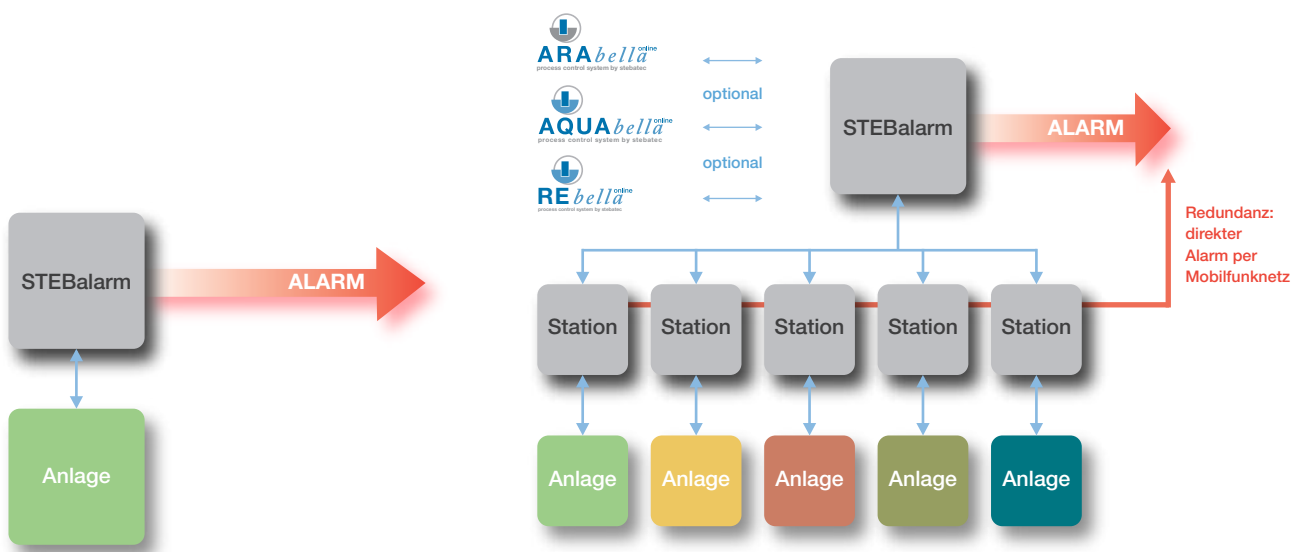 STEBalarm
ALARM
Anlage
ARAbella online
process control system by stebatec
optional
AQUAbella online
process control system by stebatec
optional
REbella online
process control system by stebatec
STEBalarm
ALARM
Redundanz:
direkter
Alarm per
Mobilfunknetz
Station
Station
Station
Station
Station
Anlage
Anlage
Anlage
Anlage
Anlage